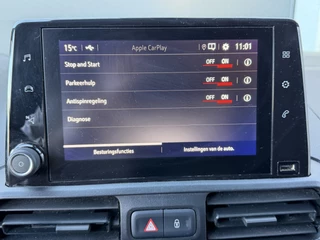 15°C Apple CarPlay 11:01
Stop and Start OFF ON
Parkeerhulp OFF ON
Antispinregeling OFF ON
Diagnose
Besturingsfuncties Instellingen van de auto.